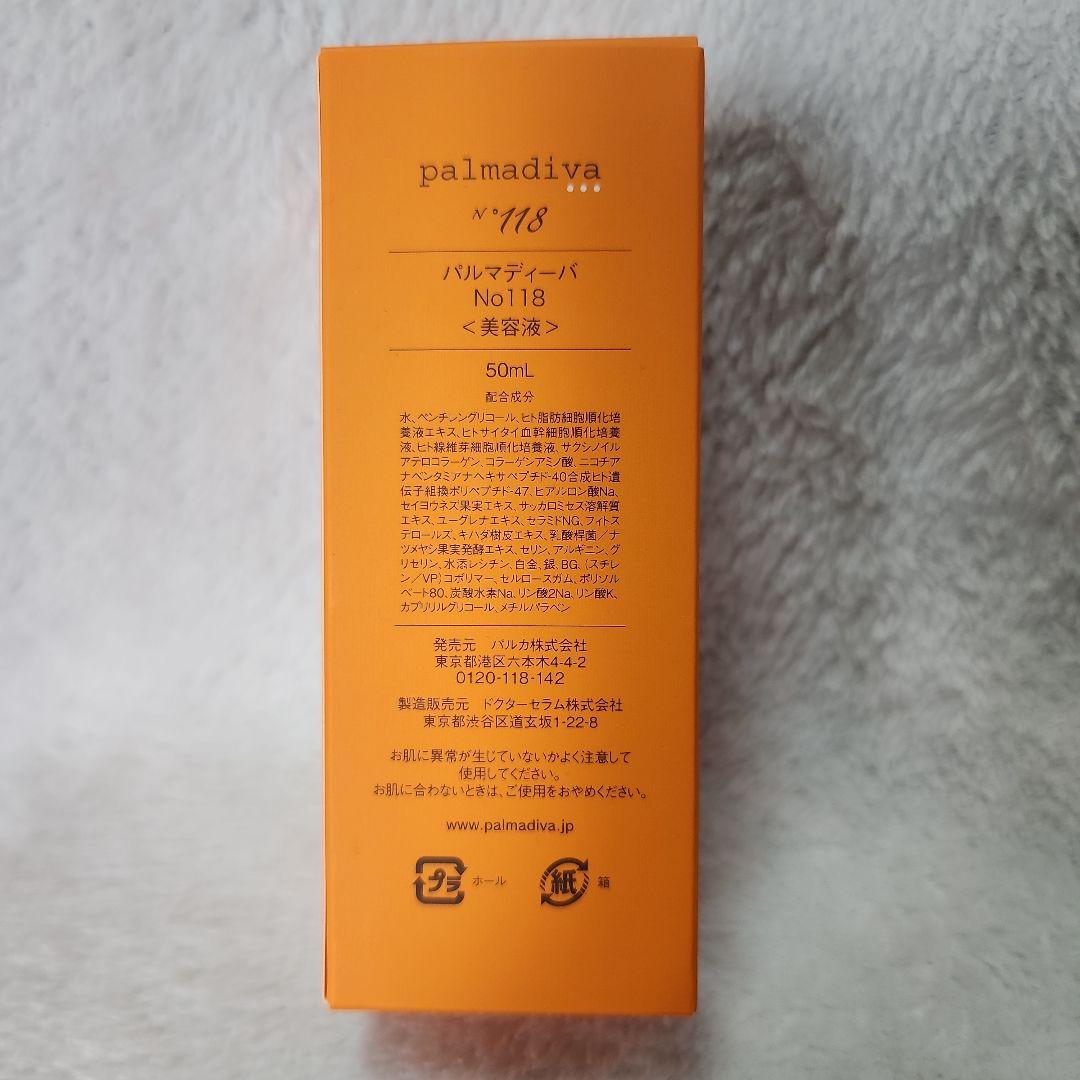 palmadiva
N°118
パルマディーバ
No118
<美容液>
50mL
配合成分
水、ペンチレングリコール、ヒト脂肪細胞順化培
養液エキス、ヒトサイタイ血幹細胞順化培養
液、ヒト線維芽細胞順化培養液、サクシノイル
アテロコラーゲン、コラーゲンアミノ酸、ニコチア
ナベンタミアナヘキサペプチド-40合成ヒト遺
伝子組換ポリペプチド-47、ヒアルロン酸Na、
セイヨウネズ果実エキス、サッカロミセス溶解質
エキス、ユーグレナエキス、セラミドNG、フィトス
テロールズ、キハダ樹皮エキス、乳酸桿菌/ナ
ツメヤシ果実発酵エキス、セリン、アルギニン、グ
リセリン、水添レシチン、白金、銀、BG、(スチレ
ン/VP)コポリマー、セルロースガム、ポリソル
ベート80、炭酸水素Na、リン酸2Na、リン酸K、
カプリリルグリコール、メチルパラベン
発売元 パルカ株式会社
東京都港区六本木4-4-2
0120-118-142
製造販売元 ドクターセラム株式会社
東京都渋谷区道玄坂1-22-8
お肌に異常が生じていないかよく注意して
使用してください。
お肌に合わないときは、ご使用をおやめください。
www.palmadiva.jp
プラ ホール 紙 箱